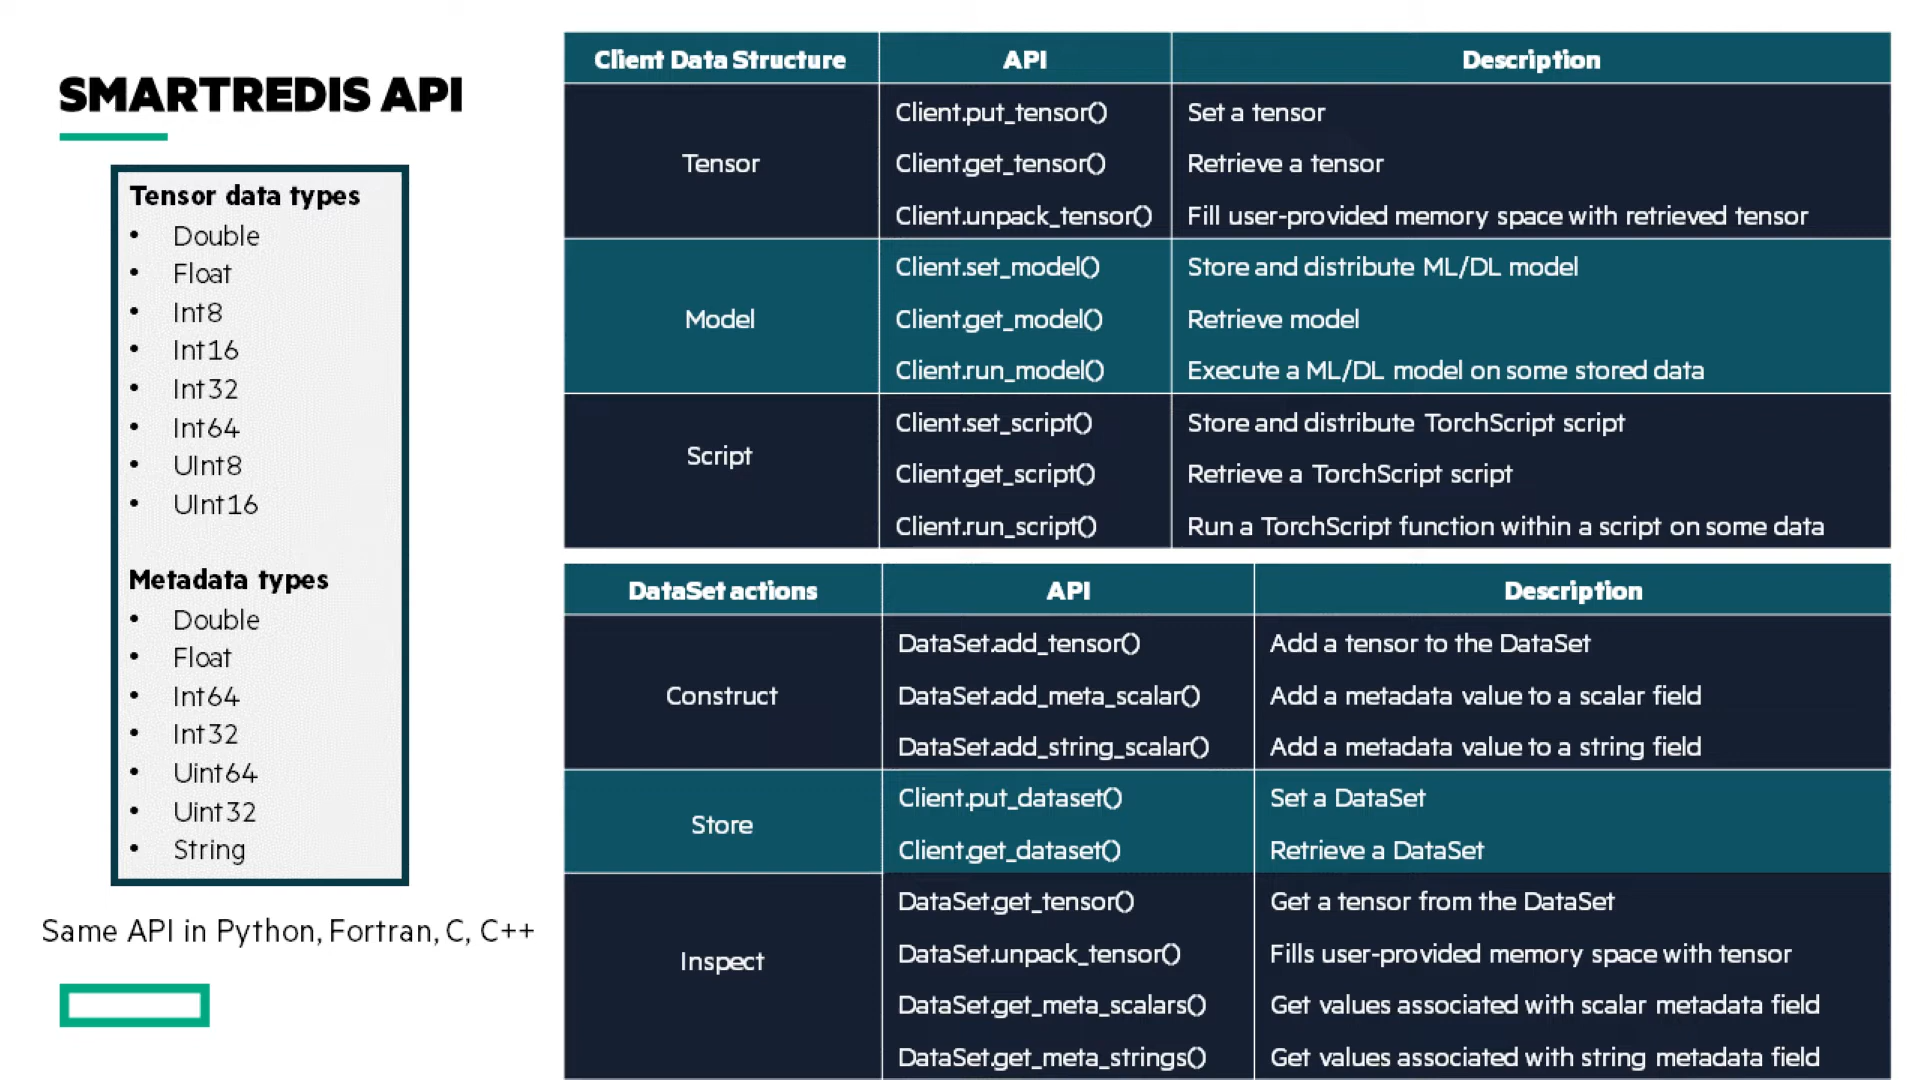 SMARTREDIS API
Tensor data types
• Double
• Float
• Int8
• Int16
• Int32
• Int64
• UInt8
• UInt16
Metadata types
• Double
• Float
• Int64
• Int32
• Uint64
• Uint32
• String
Same API in Python, Fortran, C, C++
Client Data Structure API Description
Tensor
Client.put_tensor() Set a tensor
Client.get_tensor() Retrieve a tensor
Client.unpack_tensor() Fill user-provided memory space with retrieved tensor
Model
Client.set_model() Store and distribute ML/DL model
Client.get_model() Retrieve model
Client.run_model() Execute a ML/DL model on some stored data
Script
Client.set_script() Store and distribute TorchScript script
Client.get_script() Retrieve a TorchScript script
Client.run_script() Run a TorchScript function within a script on some data
DataSet actions API Description
Construct
DataSet.add_tensor() Add a tensor to the DataSet
DataSet.add_meta_scalar() Add a metadata value to a scalar field
DataSet.add_string_scalar() Add a metadata value to a string field
Store
Client.put_dataset() Set a DataSet
Client.get_dataset() Retrieve a DataSet
Inspect
DataSet.get_tensor() Get a tensor from the DataSet
DataSet.unpack_tensor() Fills user-provided memory space with tensor
DataSet.get_meta_scalars() Get values associated with scalar metadata field
DataSet.get_meta_strings() Get values associated with string metadata field